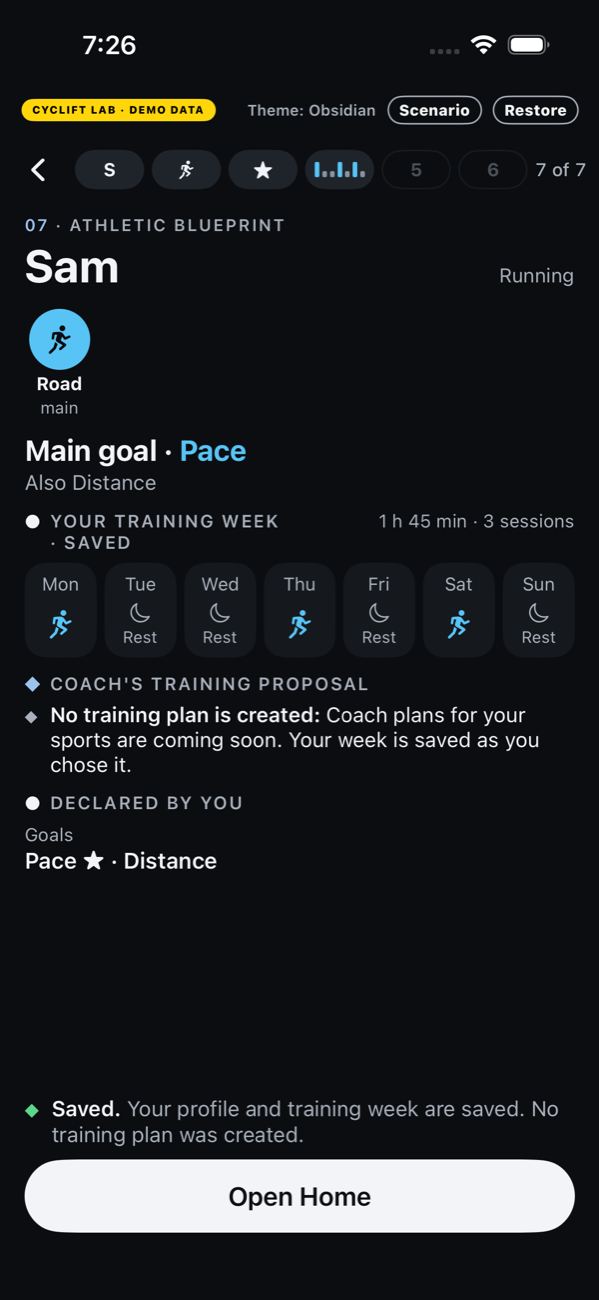 7:26
CYCLIFT LAB · DEMO DATA
Theme: Obsidian
Scenario
Restore
S
5
6
7 of 7
07 · ATHLETIC BLUEPRINT
Sam
Running
Road
main
Main goal · Pace
Also Distance
YOUR TRAINING WEEK
· SAVED
1 h 45 min · 3 sessions
Mon
Tue
Rest
Wed
Rest
Thu
Fri
Rest
Sat
Sun
Rest
COACH'S TRAINING PROPOSAL
No training plan is created: Coach plans for your
sports are coming soon. Your week is saved as you
chose it.
DECLARED BY YOU
Goals
Pace ★ · Distance
Saved. Your profile and training week are saved. No
training plan was created.
Open Home